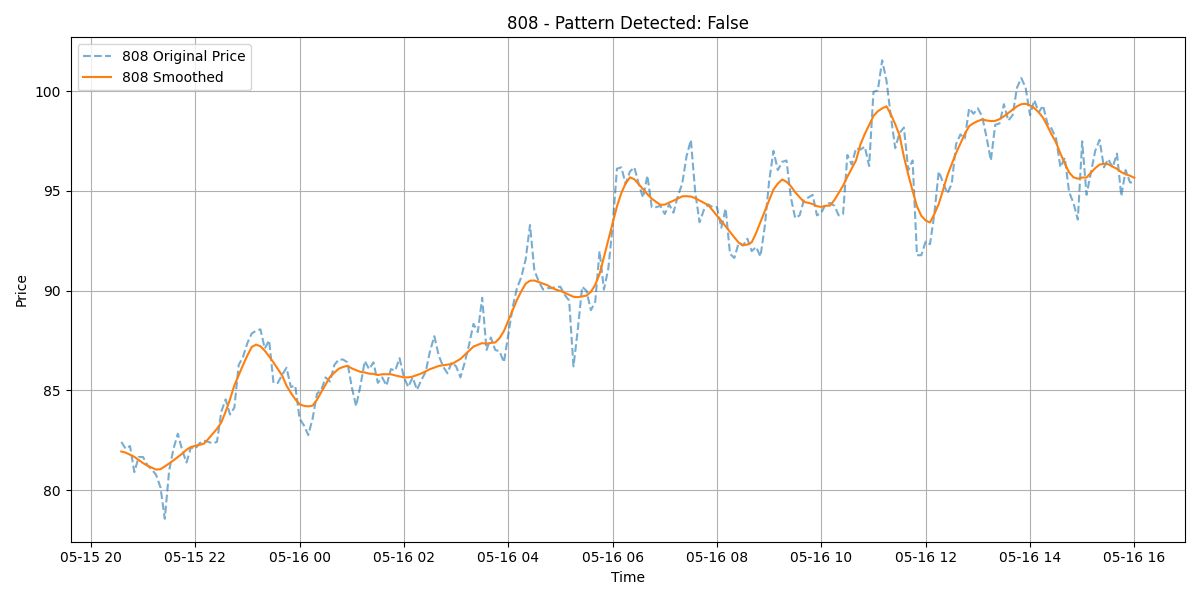 808 - Pattern Detected: False
808 Original Price
808 Smoothed
Price
100
95
90
85
80
05-15 20 05-15 22 05-16 00 05-16 02 05-16 04 05-16 06 05-16 08 05-16 10 05-16 12 05-16 14 05-16 16
Time